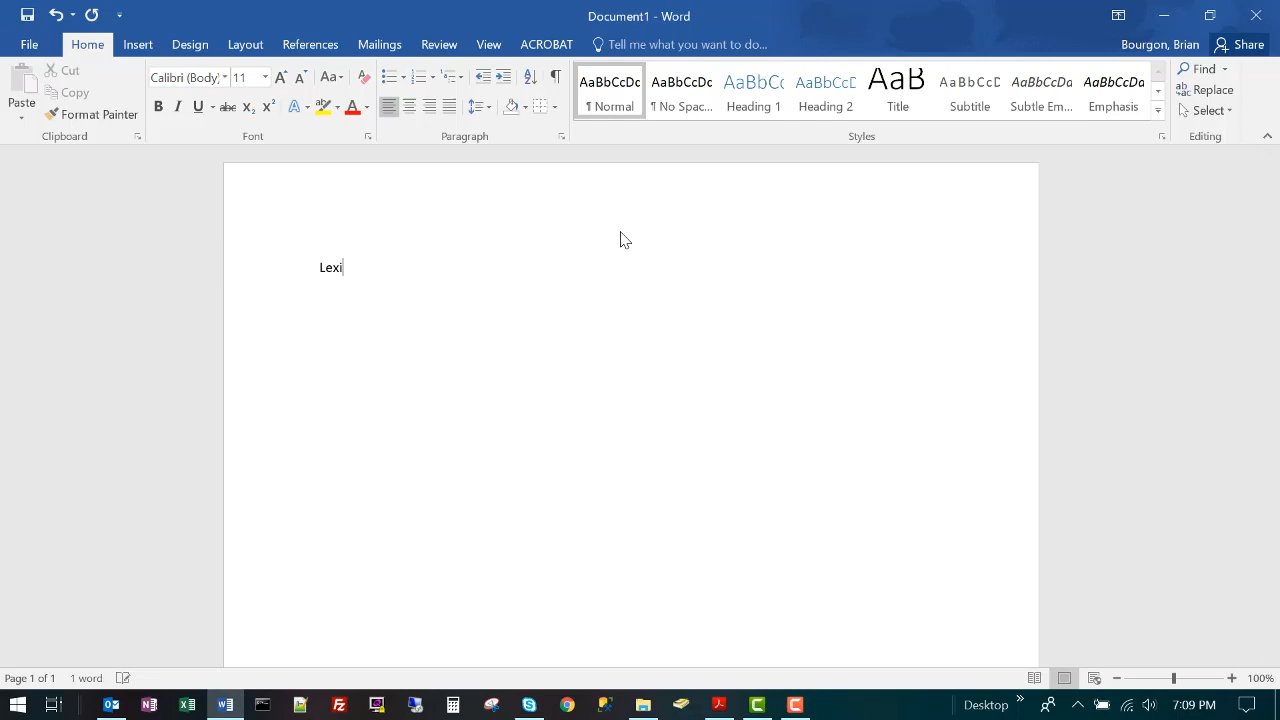 Document1 - Word
File Home Insert Design Layout References Mailings Review View ACROBAT Tell me what you want to do... Bourgon, Brian Share
Paste
Cut
Copy
Format Painter
Clipboard
Calibri (Body) 11 Aa
B I U abc X₂ X² A A
Font
Paragraph
AaBbCcDc AaBbCcDc AaBbCc AaBbCcD AaB AaBbCcD AaBbCcDa AaBbCcDa
¶ Normal ¶ No Spac... Heading 1 Heading 2 Title Subtitle Subtle Em... Emphasis
Styles
Find
Replace
Select
Editing
Lexi
Page 1 of 1 1 word 100%
Desktop 7:09 PM